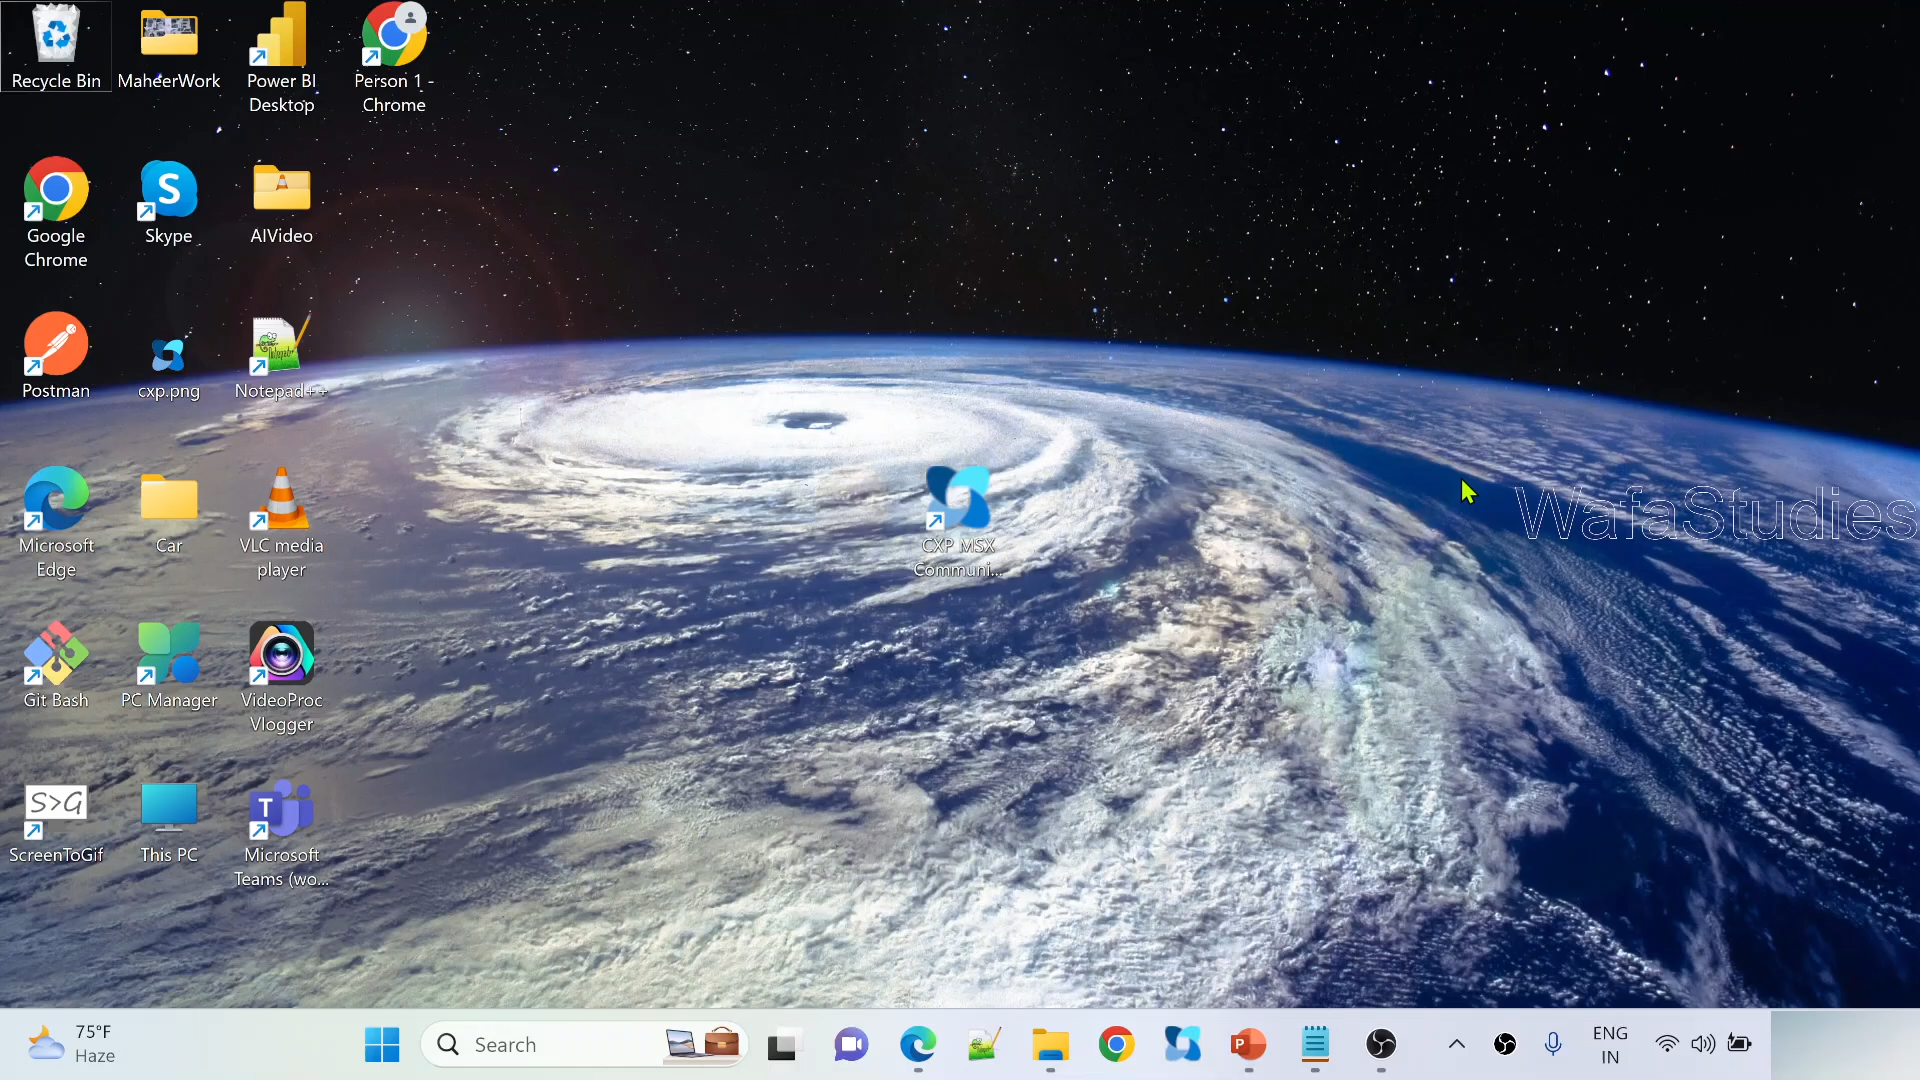 Recycle Bin
MaheerWork
Power BI
Desktop
Person 1 -
Chrome
Google
Chrome
Skype
AIVideo
Postman
cxp.png
Notepad++
Microsoft
Edge
Car
VLC media
player
CXP MSX
Communi...
WafaStudies
Git Bash
PC Manager
VideoProc
Vlogger
S>G
ScreenToGif
This PC
T
Microsoft
Teams (wo...
75°F
Haze
Search
P
ENG
IN